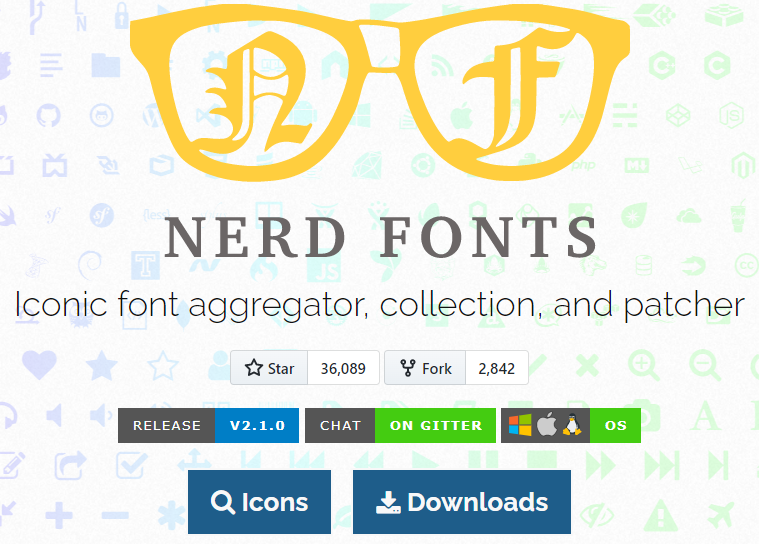 N F
NERD FONTS
Iconic font aggregator, collection, and patcher
Star 36,089 Fork 2,842
RELEASE V2.1.0 CHAT ON GITTER OS
Icons Downloads